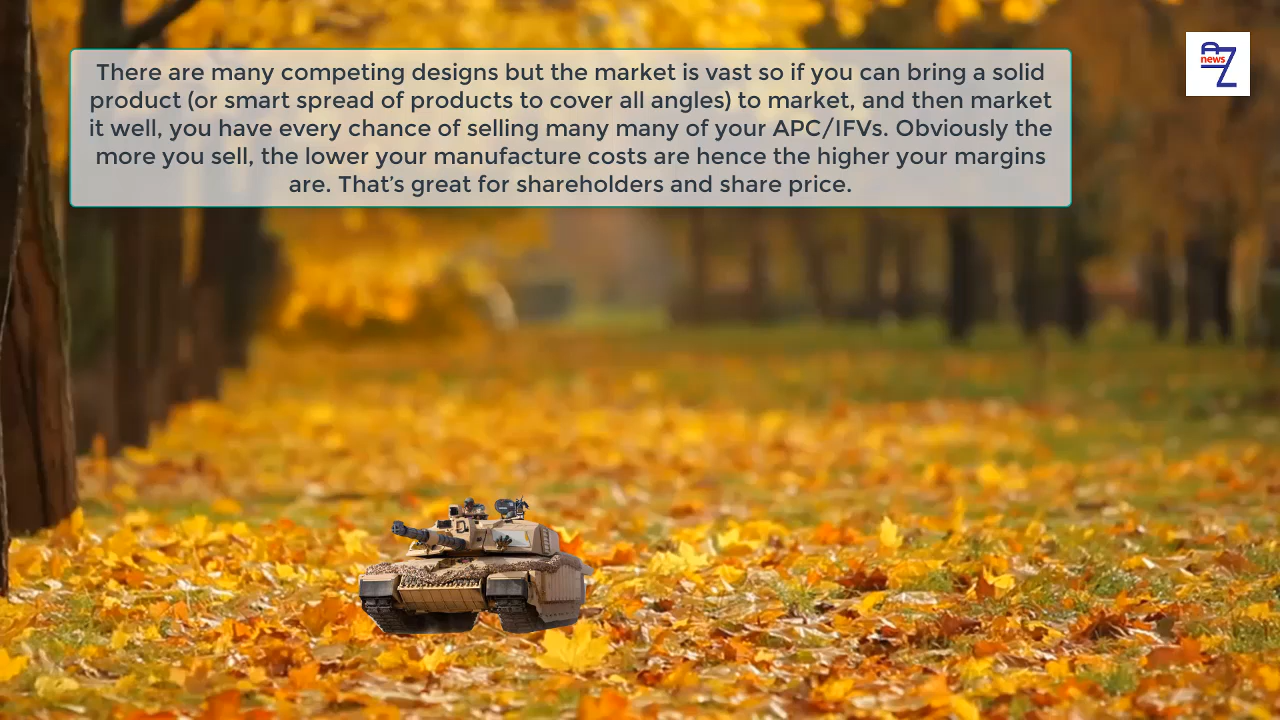 There are many competing designs but the market is vast so if you can bring a solid
product (or smart spread of products to cover all angles) to market, and then market
it well, you have every chance of selling many many of your APC/IFVs. Obviously the
more you sell, the lower your manufacture costs are hence the higher your margins
are. That’s great for shareholders and share price.
A
news
Z